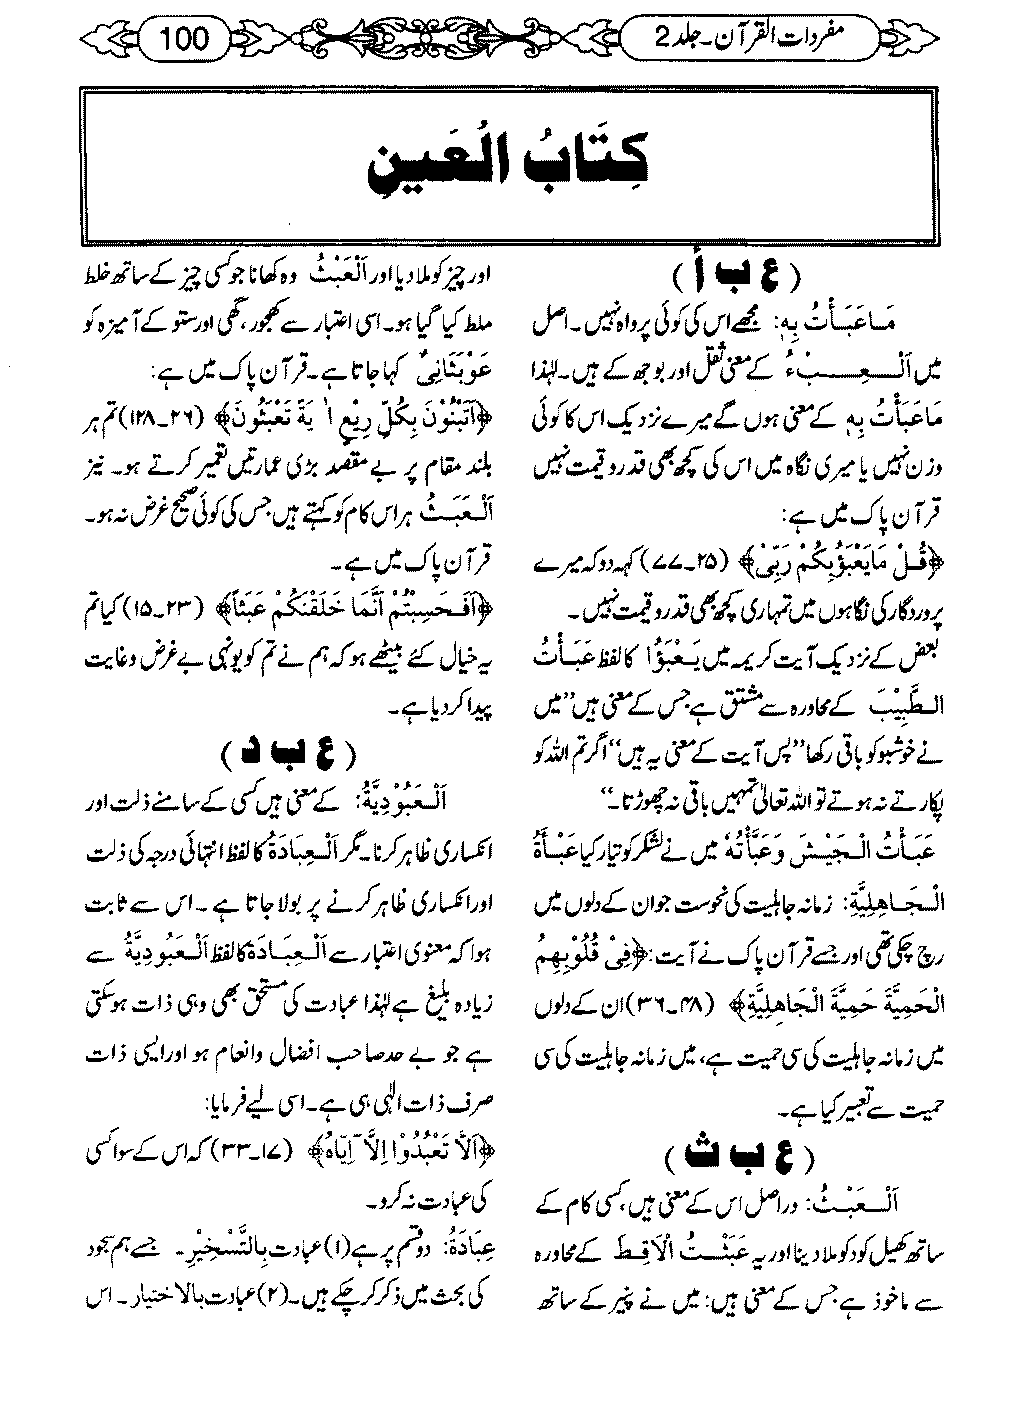 مفردات القرآن۔جلد2
100
كِتَابُ الْعَينِ
(ع ب أ)
مَاعَبَأْتُ بِهٖ: مجھے اس کی کوئی پرواہ نہیں۔ اصل
میں اَلْعِـبْءُ کے معنی ثقل اور بوجھ کے ہیں۔ لہٰذا
مَاعَبَأْتُ بِهٖ کے معنی ہوں گے میرے نزدیک اس کا کوئی
وزن نہیں یا میری نگاہ میں اس کی کچھ بھی قدر و قیمت نہیں
قرآن پاک میں ہے:
﴿قُلْ مَايَعْبَؤُبِكُمْ رَبِّيْ﴾ (۲۵۔۷۷) کہہ دو کہ میرے
پروردگار کی نگاہوں میں تمہاری کچھ بھی قدر و قیمت نہیں۔
بعض کے نزدیک آیت کریمہ میں يَعْبَؤُا کا لفظ عَبَأْتُ
الطِّيْبَ کے محاورہ سے مشتق ہے جس کے معنی ہیں ’’میں
نے خوشبو کو باقی رکھا‘‘ پس آیت کے معنی یہ ہیں ’’اگر تم اللہ کو
پکارتے نہ ہوتے تو اللہ تعالیٰ تمہیں باقی نہ چھوڑتا۔‘‘
عَبَأْتُ الْجَيْشَ وَعَبَّأْتُهٗ میں نے لشکر کو تیار کیا عَبْأَةُ
الْجَاهِلِيَّةِ: زمانہ جاہلیت کی نحوست جو ان کے دلوں میں
رچ چکی تھی اور جسے قرآن پاک نے آیت: ﴿فِيْ قُلُوْبِهِمُ
الْحَمِيَّةَ حَمِيَّةَ الْجَاهِلِيَّةِ﴾ (۴۸۔۳۶) ان کے دلوں
میں زمانہ جاہلیت کی سی حمیت ہے، میں زمانہ جاہلیت کی سی
حمیت سے تعبیر کیا ہے۔
(ع ب ث)
اَلْعَبْثُ: دراصل اس کے معنی ہیں، کسی کام کے
ساتھ کھیل کود کو ملا دینا اور یہ عَبَثْتُ الْاَقِطَ کے محاورہ
سے ماخوذ ہے جس کے معنی ہیں: میں نے پنیر کے ساتھ
اور چیز کو ملا دیا اور اَلْعَبْثُ وہ کھانا جو کسی چیز کے ساتھ خلط
ملط کیا گیا ہو۔ اسی اعتبار سے کھجور، گھی اور ستو کے آمیزہ کو
عَوْبَثَانِيٌّ کہا جاتا ہے۔ قرآن پاک میں ہے:
﴿اَتَبْنُوْنَ بِكُلِّ رِيْعٍ اٰيَةً تَعْبَثُوْنَ﴾ (۲۶۔۱۲۸) تم ہر
بلند مقام پر بے مقصد بڑی عمارتیں تعمیر کرتے ہو۔ نیز
اَلْعَبَثُ ہر اس کام کو کہتے ہیں جس کی کوئی صحیح غرض نہ ہو۔
قرآن پاک میں ہے۔
﴿اَفَحَسِبْتُمْ اَنَّمَا خَلَقْنٰكُمْ عَبَثاً﴾ (۲۳۔۱۵) کیا تم
یہ خیال کئے بیٹھے ہو کہ ہم نے تم کو یونہی بے غرض و غایت
پیدا کر دیا ہے۔
(ع ب د)
اَلْعُبُوْدِيَّةُ: کے معنی ہیں کسی کے سامنے ذلت اور
انکساری ظاہر کرنا۔ مگر اَلْعِبَادَةُ کا لفظ انتہائی درجہ کی ذلت
اور انکساری ظاہر کرنے پر بولا جاتا ہے۔ اس سے ثابت
ہوا کہ معنوی اعتبار سے اَلْعِبَادَةُ کا لفظ اَلْعُبُوْدِيَّةُ سے
زیادہ بلیغ ہے لہٰذا عبادت کی مستحق بھی وہی ذات ہو سکتی
ہے جو بے حد صاحب افضال و انعام ہو اور ایسی ذات
صرف ذات الٰہی ہی ہے۔ اسی لیے فرمایا:
﴿اَلَّا تَعْبُدُوْا اِلَّا اِيَّاهُ﴾ (۱۷۔۳۳) کہ اس کے سوا کسی
کی عبادت نہ کرو۔
عِبَادَةُ: دو قسم پر ہے (۱) عبادت بِالتَّسْخِيْرِ۔ جسے ہم سجود
کی بحث میں ذکر کر چکے ہیں۔ (۲) عبادت بالاختیار۔ اس